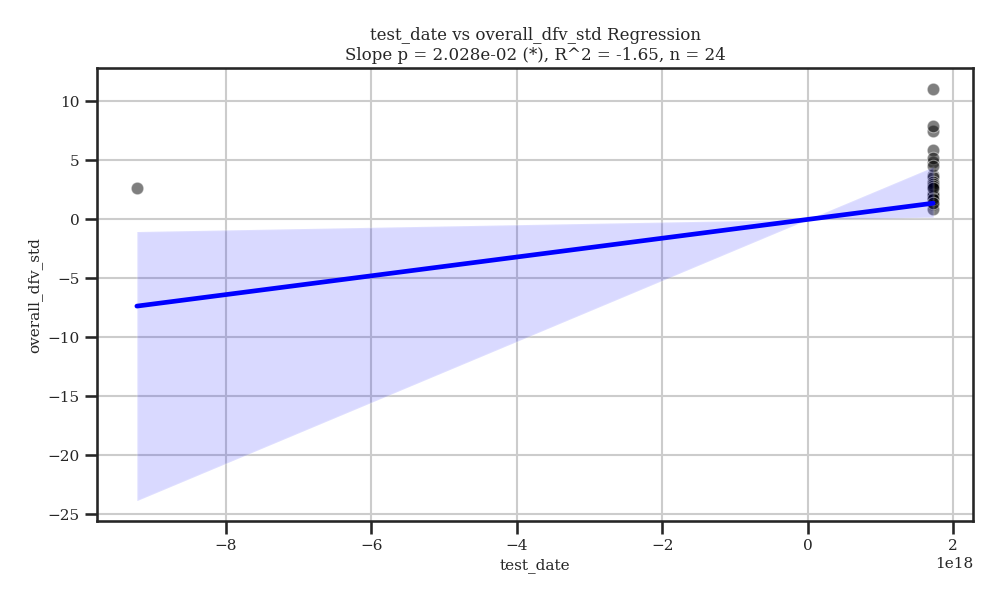 test_date vs overall_dfv_std Regression
Slope p = 2.028e-02 (*), R^2 = -1.65, n = 24
overall_dfv_std
10
5
0
−5
−10
−15
−20
−25
−8
−6
−4
−2
0
2
1e18
test_date